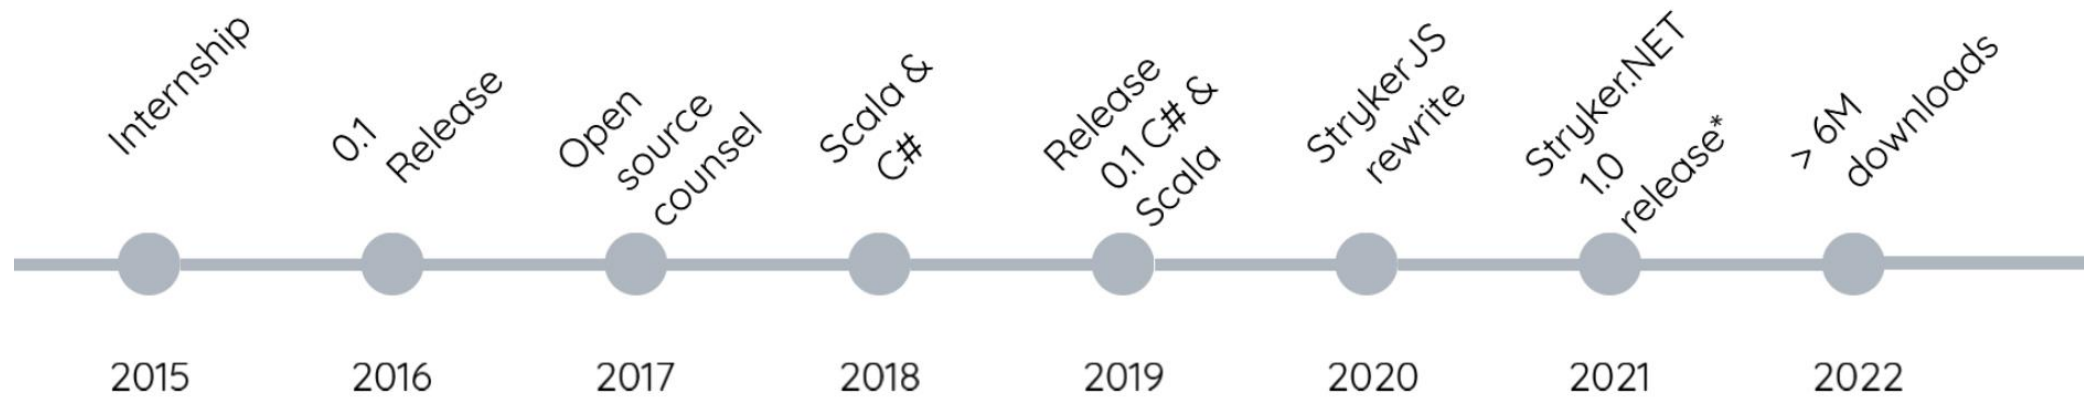 Internship
0.1
Release
Open
source
counsel
Scala &
C#
Release
0.1 C# &
Scala
Stryker JS
rewrite
Stryker.NET
1.0
release*
> 6M
downloads
2015
2016
2017
2018
2019
2020
2021
2022